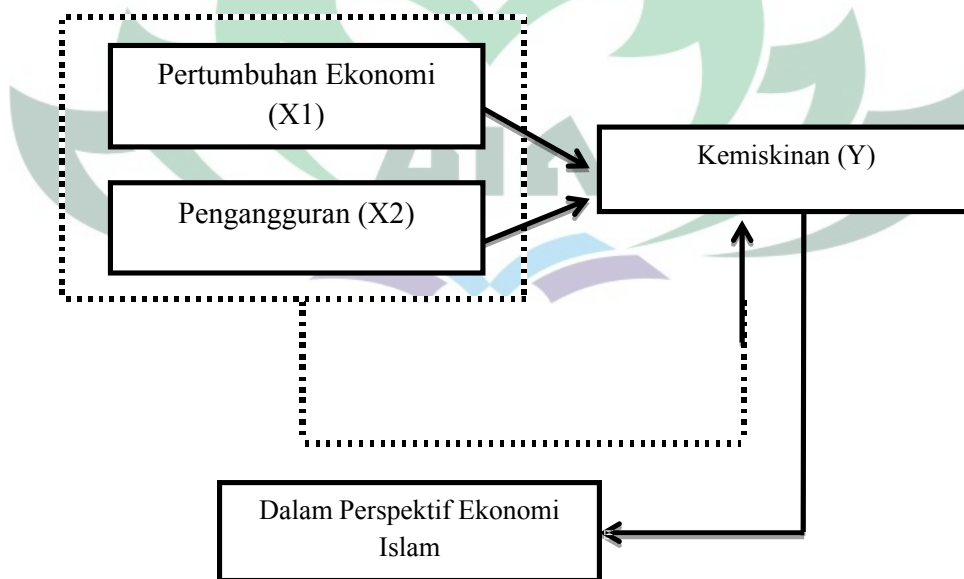 Pertumbuhan Ekonomi
(X1)
Kemiskinan (Y)
Pengangguran (X2)
Dalam Perspektif Ekonomi
Islam